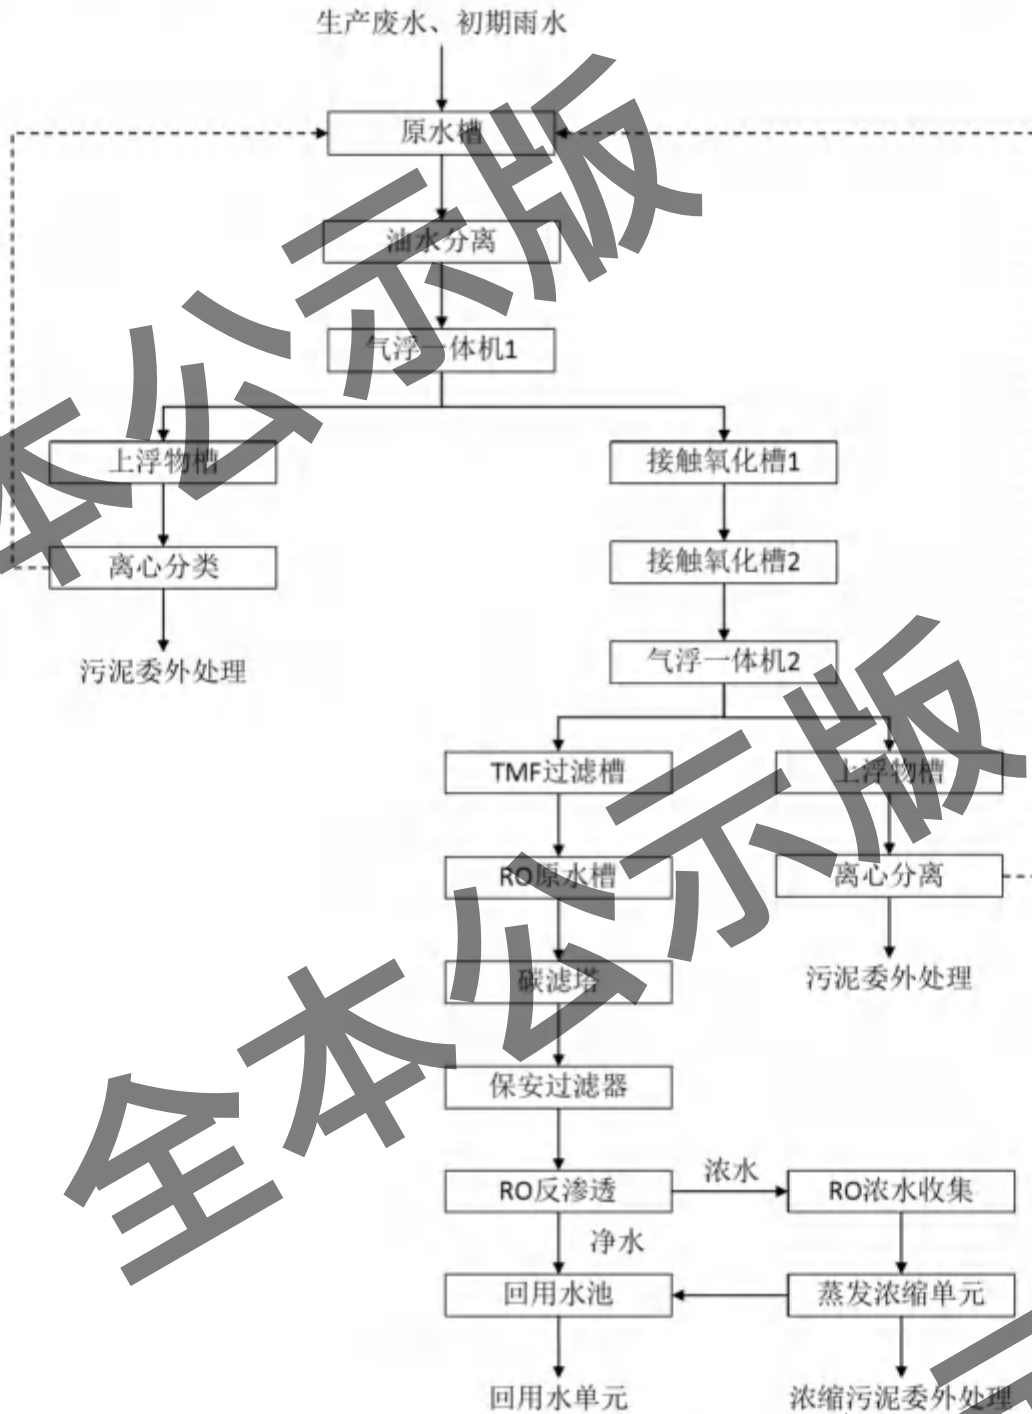 生产废水、初期雨水
原水槽
油水分离
气浮一体机1
上浮物槽
接触氧化槽1
离心分类
接触氧化槽2
污泥委外处理
气浮一体机2
TMF过滤槽
上浮物槽
RO原水槽
离心分离
碳滤塔
污泥委外处理
保安过滤器
RO反渗透
浓水
RO浓水收集
净水
回用水池
蒸发浓缩单元
回用水单元
浓缩污泥委外处理
本公示版
全本公示版